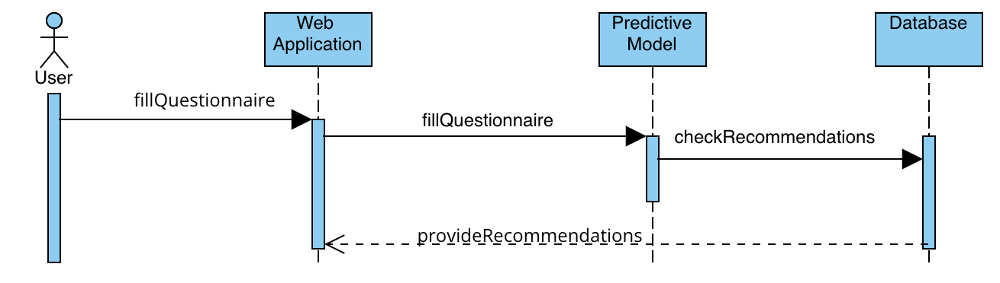 User
Web
Application
Predictive
Model
Database
fillQuestionnaire
fillQuestionnaire
checkRecommendations
provideRecommendations